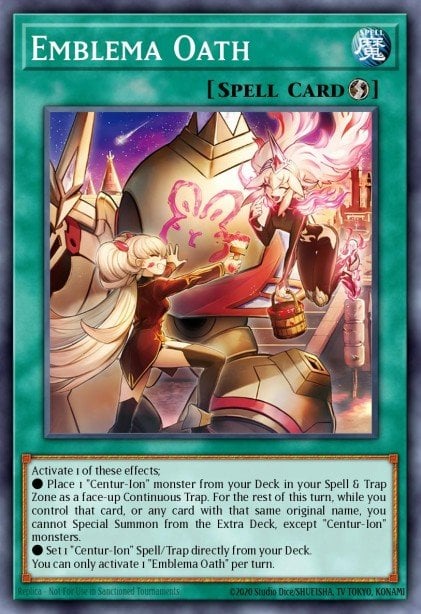 EMBLEMA OATH
SPELL
魔
[SPELL CARD]
Activate 1 of these effects;
● Place 1 "Centur-Ion" monster from your Deck in your Spell & Trap
Zone as a face-up Continuous Trap. For the rest of this turn, while you
control that card, or any card with that same original name, you
cannot Special Summon from the Extra Deck, except "Centur-Ion"
monsters.
● Set 1 "Centur-Ion" Spell/Trap directly from your Deck.
You can only activate 1 "Emblema Oath" per turn.
Replica - Not For Use in Sanctioned Tournaments
©2020 Studio Dice/SHUEISHA, TV TOKYO, KONAMI